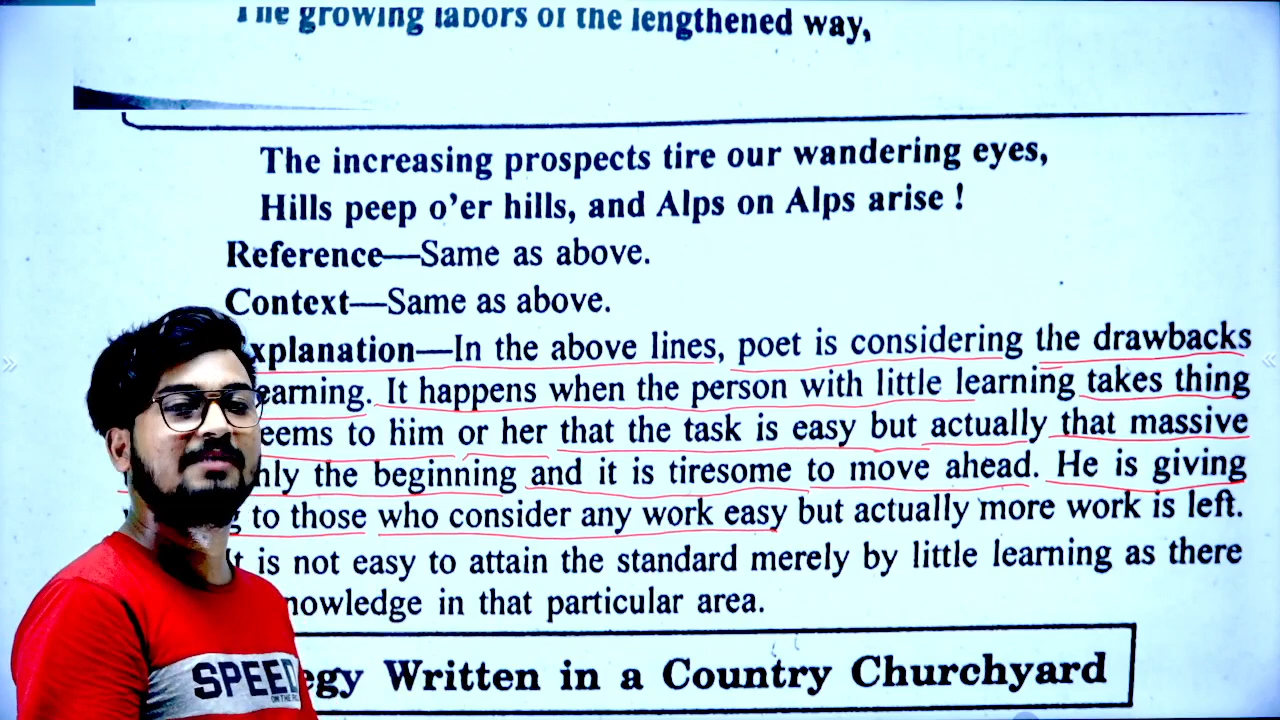 The growing labors of the lengthened way,
The increasing prospects tire our wandering eyes,
Hills peep o'er hills, and Alps on Alps arise !
Reference—Same as above.
Context—Same as above.
xplanation—In the above lines, poet is considering the drawbacks
earning. It happens when the person with little learning takes thing
eems to him or her that the task is easy but actually that massive
nly the beginning and it is tiresome to move ahead. He is giving
g to those who consider any work easy but actually more work is left.
t is not easy to attain the standard merely by little learning as there
nowledge in that particular area.
egy Written in a Country Churchyard
SPEED